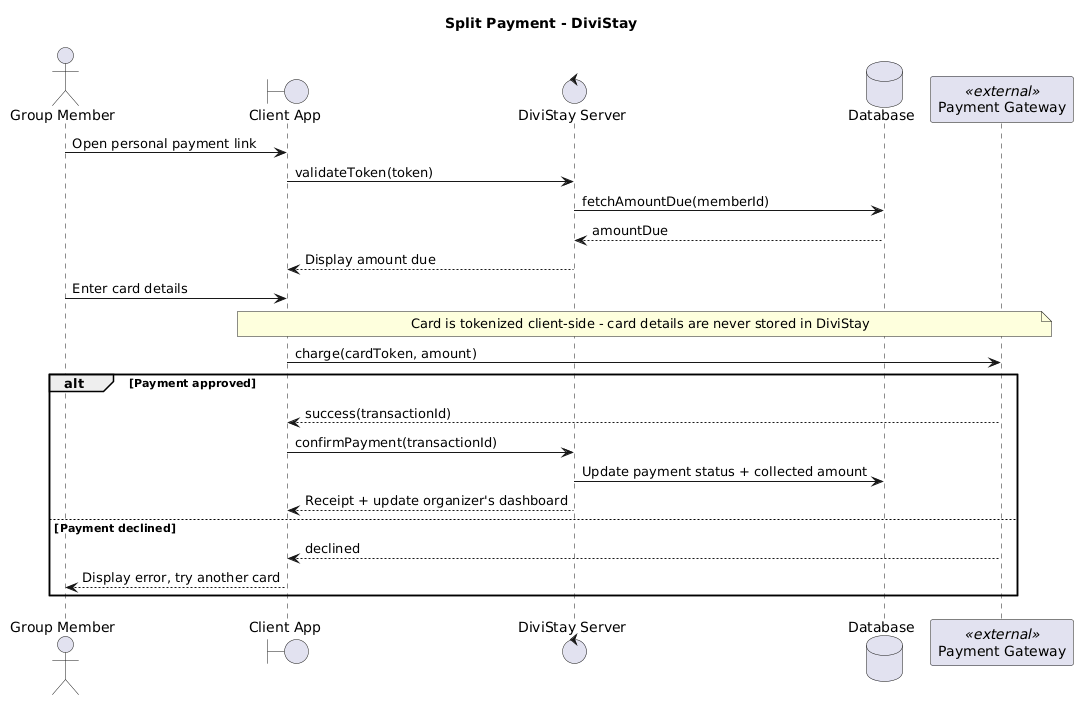 Split Payment - DiviStay
Group Member
Client App
DiviStay Server
Database
«external»
Payment Gateway
Open personal payment link
validateToken(token)
fetchAmountDue(memberId)
amountDue
Display amount due
Enter card details
Card is tokenized client-side - card details are never stored in DiviStay
charge(cardToken, amount)
alt [Payment approved]
success(transactionId)
confirmPayment(transactionId)
Update payment status + collected amount
Receipt + update organizer's dashboard
[Payment declined]
declined
Display error, try another card
Group Member
Client App
DiviStay Server
Database
«external»
Payment Gateway